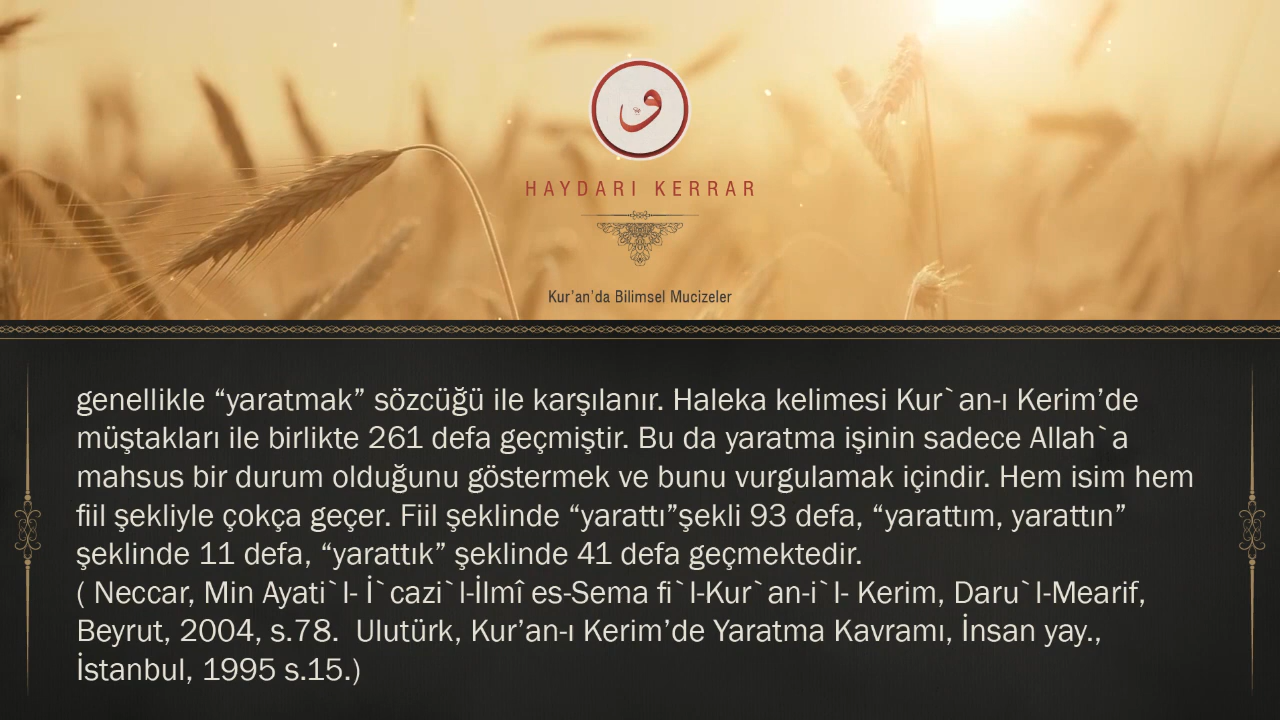 و
HAYDARI KERRAR
Kur'an'da Bilimsel Mucizeler
genellikle “yaratmak” sözcüğü ile karşılanır. Haleka kelimesi Kur`an-ı Kerim’de
müştakları ile birlikte 261 defa geçmiştir. Bu da yaratma işinin sadece Allah`a
mahsus bir durum olduğunu göstermek ve bunu vurgulamak içindir. Hem isim hem
fiil şekliyle çokça geçer. Fiil şeklinde “yarattı”şekli 93 defa, “yarattım, yarattın”
şeklinde 11 defa, “yarattık” şeklinde 41 defa geçmektedir.
( Neccar, Min Ayati`l- İ`cazi`l-İlmî es-Sema fi`l-Kur`an-i`l- Kerim, Daru`l-Mearif,
Beyrut, 2004, s.78.  Ulutürk, Kur’an-ı Kerim’de Yaratma Kavramı, İnsan yay.,
İstanbul, 1995 s.15.)